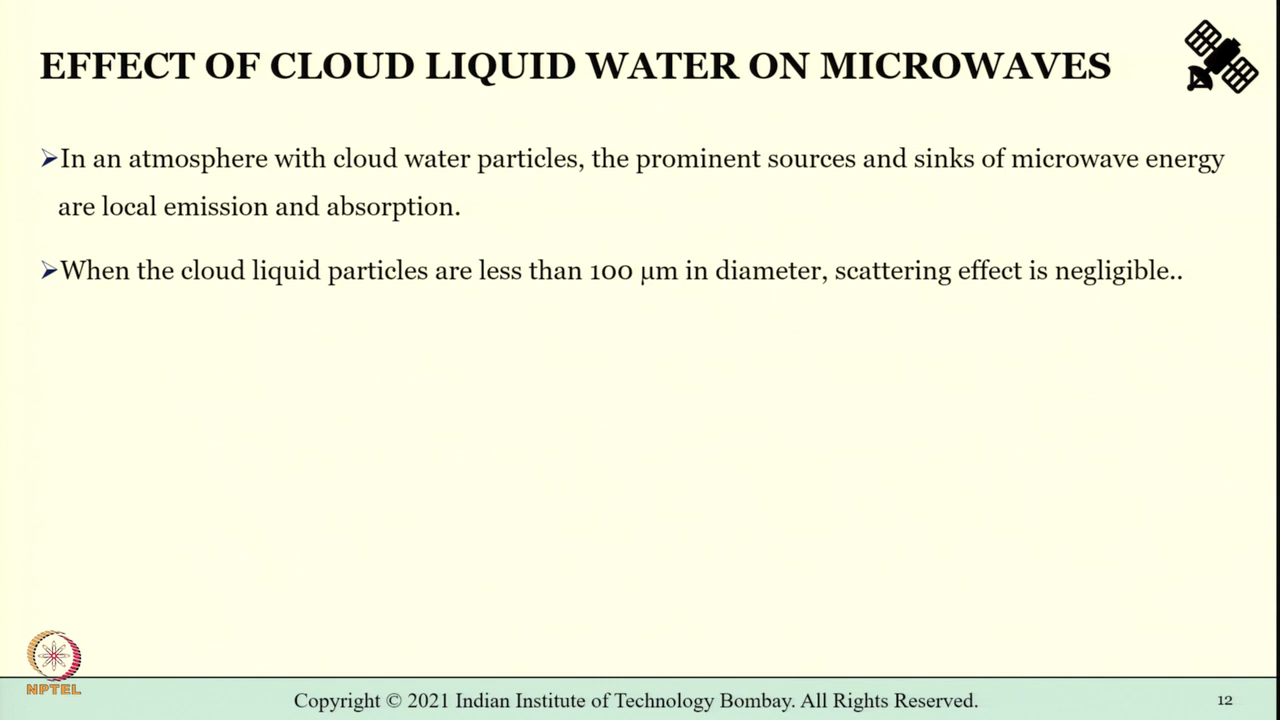 EFFECT OF CLOUD LIQUID WATER ON MICROWAVES
➢In an atmosphere with cloud water particles, the prominent sources and sinks of microwave energy
are local emission and absorption.
➢When the cloud liquid particles are less than 100 µm in diameter, scattering effect is negligible..
NPTEL
Copyright © 2021 Indian Institute of Technology Bombay. All Rights Reserved.
12